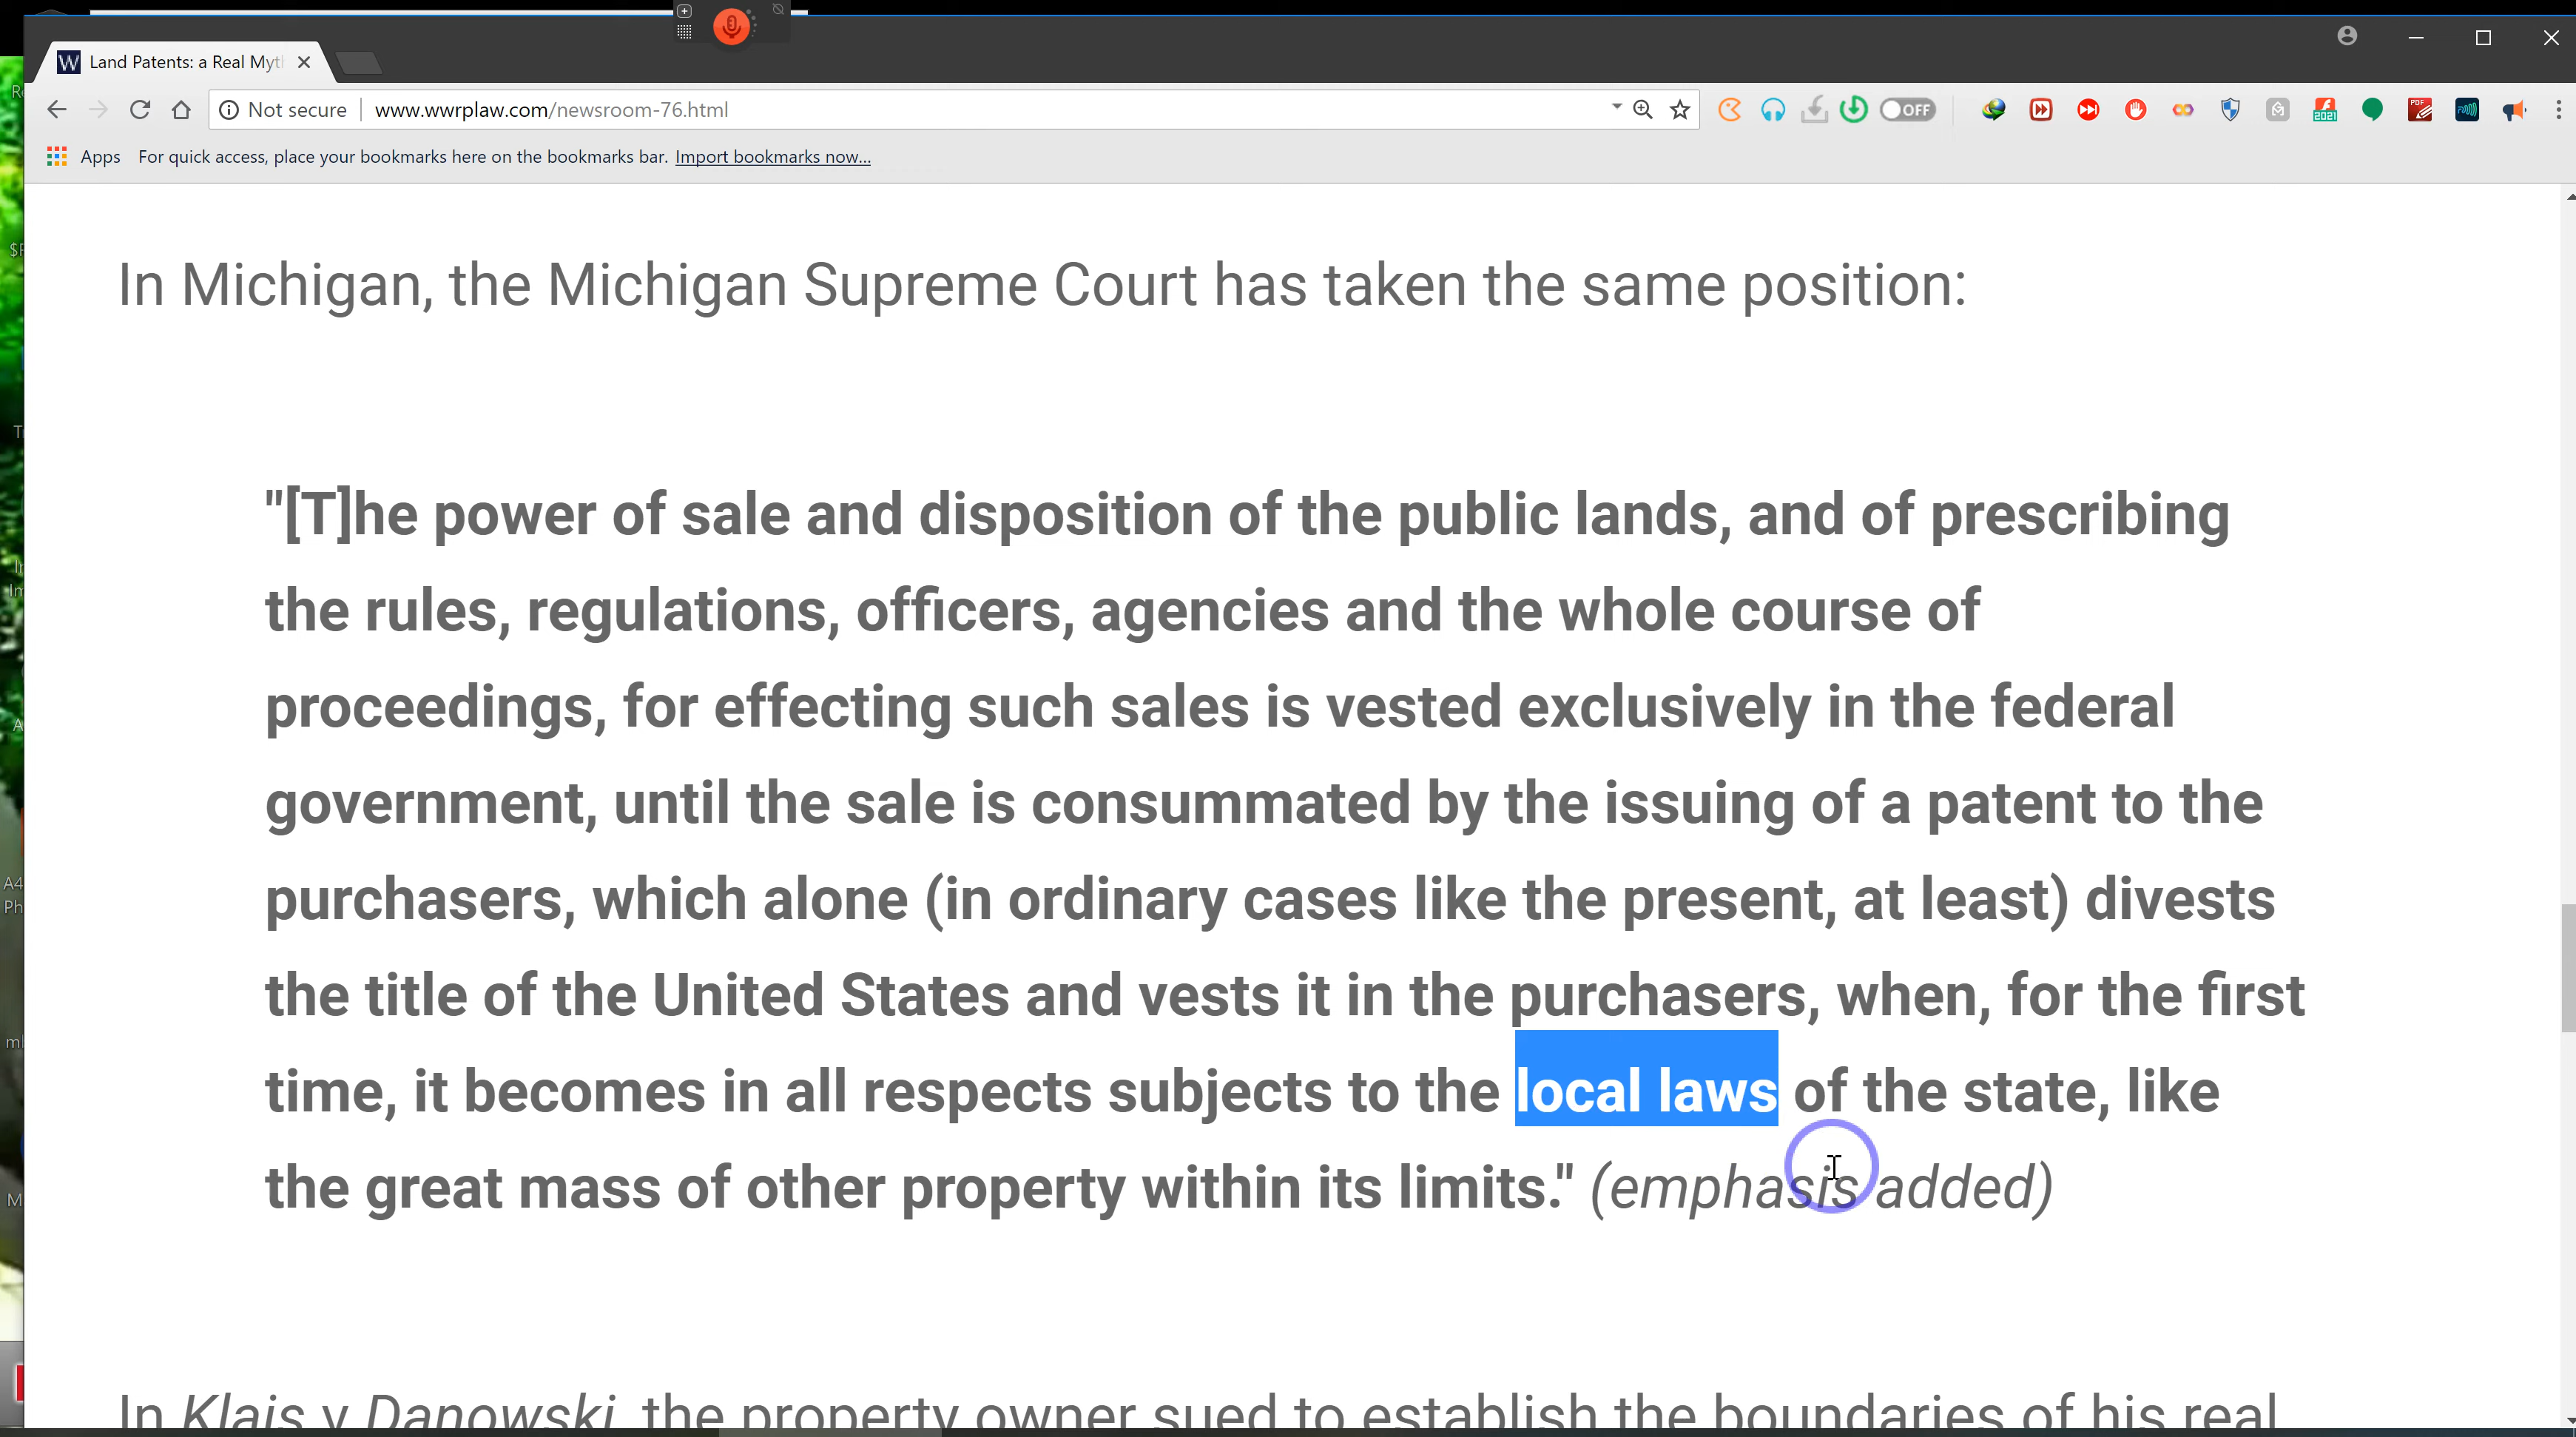 Land Patents: a Real Myth
Not secure
www.wwrplaw.com/newsroom-76.html
OFF
2021
PDF
Apps
For quick access, place your bookmarks here on the bookmarks bar. Import bookmarks now...
In Michigan, the Michigan Supreme Court has taken the same position:
"[T]he power of sale and disposition of the public lands, and of prescribing
the rules, regulations, officers, agencies and the whole course of
proceedings, for effecting such sales is vested exclusively in the federal
government, until the sale is consummated by the issuing of a patent to the
purchasers, which alone (in ordinary cases like the present, at least) divests
the title of the United States and vests it in the purchasers, when, for the first
time, it becomes in all respects subjects to the local laws of the state, like
the great mass of other property within its limits." (emphasis added)
In Klais v Danowski, the property owner sued to establish the boundaries of his real
A4
Ph